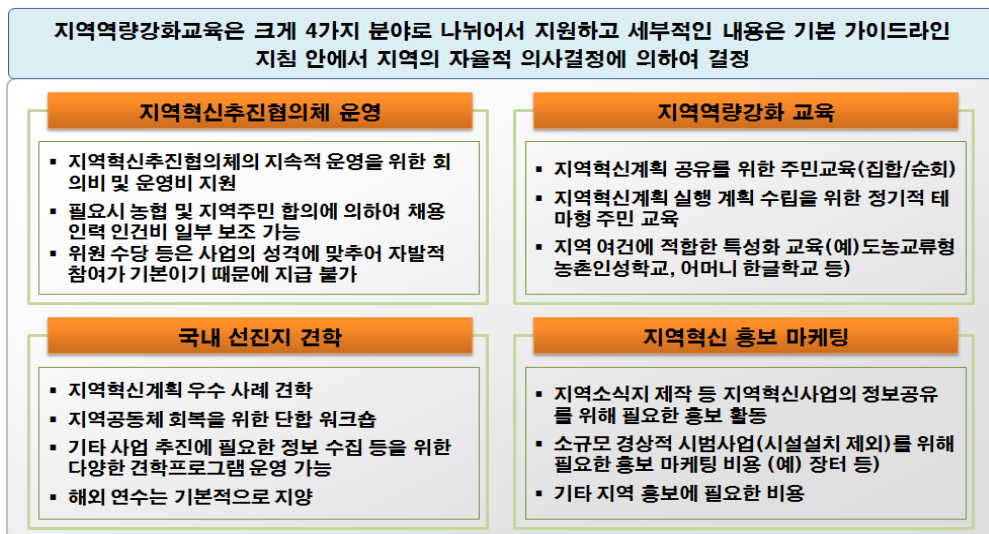 지역역량강화교육은 크게 4가지 분야로 나뉘어서 지원하고 세부적인 내용은 기본 가이드라인
지침 안에서 지역의 자율적 의사결정에 의하여 결정
지역혁신추진협의체 운영
▪ 지역혁신추진협의체의 지속적 운영을 위한 회
의비 및 운영비 지원
▪ 필요시 농협 및 지역주민 합의에 의하여 채용
인력 인건비 일부 보조 가능
▪ 위원 수당 등은 사업의 성격에 맞추어 자발적
참여가 기본이기 때문에 지급 불가
지역역량강화 교육
▪ 지역혁신계획 공유를 위한 주민교육(집합/순회)
▪ 지역혁신계획 실행 계획 수립을 위한 정기적 테
마형 주민 교육
▪ 지역 여건에 적합한 특성화 교육(예)도농교류형
농촌인성학교, 어머니 한글학교 등)
국내 선진지 견학
▪ 지역혁신계획 우수 사례 견학
▪ 지역공동체 회복을 위한 단합 워크숍
▪ 기타 사업 추진에 필요한 정보 수집 등을 위한
다양한 견학프로그램 운영 가능
▪ 해외 연수는 기본적으로 지양
지역혁신 홍보 마케팅
▪ 지역소식지 제작 등 지역혁신사업의 정보공유
를 위해 필요한 홍보 활동
▪ 소규모 경상적 시범사업(시설설치 제외)를 위해
필요한 홍보 마케팅 비용 (예) 장터 등)
▪ 기타 지역 홍보에 필요한 비용